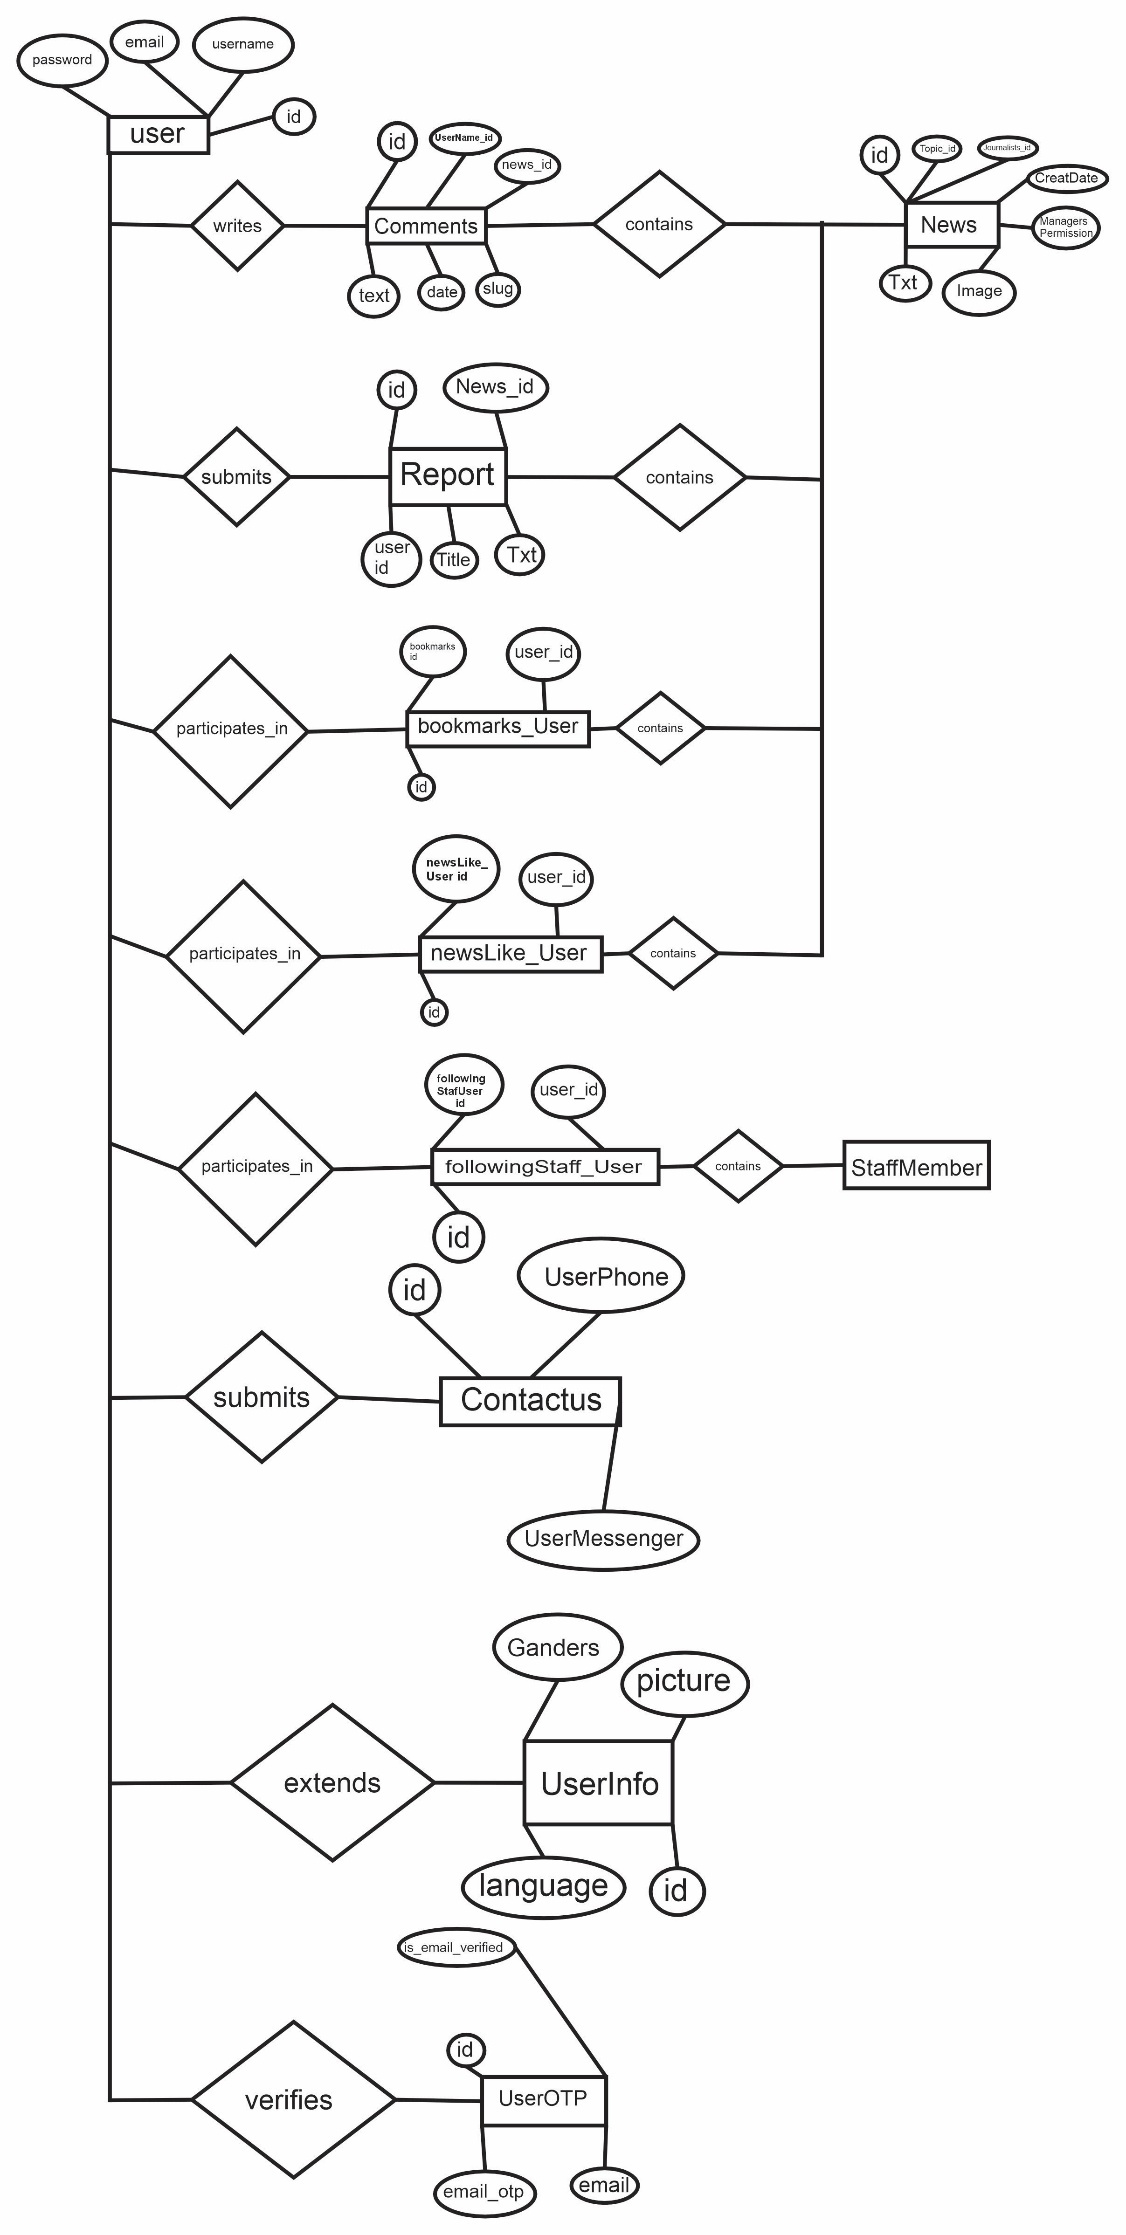 password
email
username
id
user
id
UserName_id
news_id
writes
Comments
text
date
slug
contains
id
Topic_id
Journalists_id
CreatDate
Managers
Permission
News
Txt
Image
id
News_id
submits
Report
contains
user
id
Title
Txt
bookmarks
id
user_id
participates_in
bookmarks_User
contains
id
newsLike_
User id
user_id
participates_in
newsLike_User
contains
id
following
StafUser
id
user_id
participates_in
followingStaff_User
contains
StaffMember
id
id
UserPhone
submits
Contactus
UserMessenger
Ganders
picture
extends
UserInfo
language
id
is_email_verified
id
verifies
UserOTP
email_otp
email